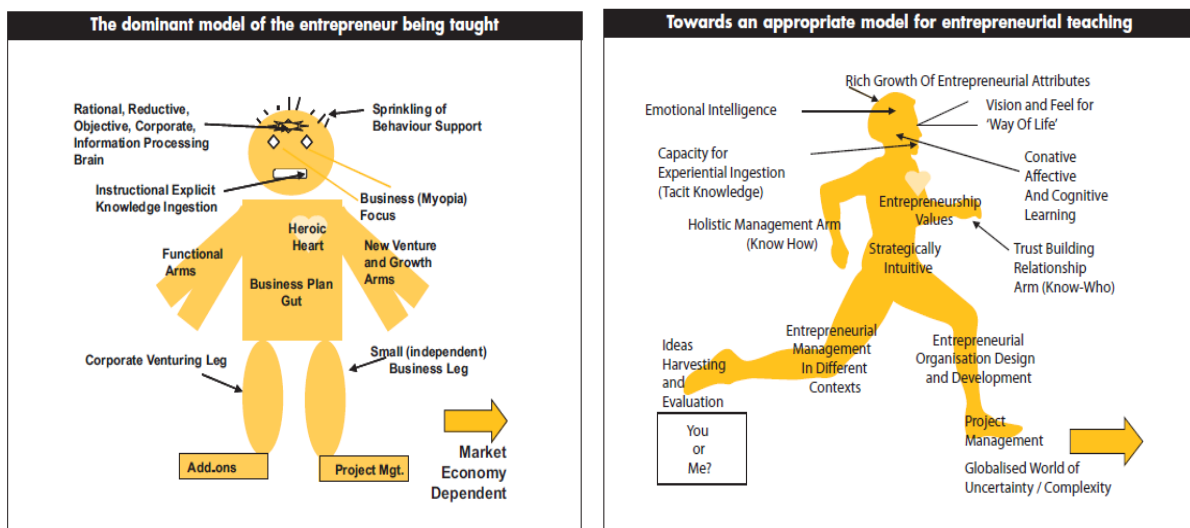 The dominant model of the entrepreneur being taught
Rational, Reductive,
Objective, Corporate,
Information Processing
Brain
Sprinkling of
Behaviour Support
Instructional Explicit
Knowledge Ingestion
Business (Myopia)
Focus
Heroic
Heart
Functional
Arms
New Venture
and Growth
Arms
Business Plan
Gut
Corporate Venturing Leg
Small (independent)
Business Leg
Add-ons
Project Mgt.
Market
Economy
Dependent
Towards an appropriate model for entrepreneurial teaching
Rich Growth Of Entrepreneurial Attributes
Emotional Intelligence
Vision and Feel for
'Way Of Life'
Capacity for
Experiential Ingestion
(Tacit Knowledge)
Conative
Affective
And Cognitive
Learning
Entrepreneurship
Values
Holistic Management Arm
(Know How)
Strategically
Intuitive
Trust Building
Relationship
Arm (Know-Who)
Ideas
Harvesting
and
Evaluation
Entrepreneurial
Management
In Different
Contexts
Entrepreneurial
Organisation Design
and Development
You
or
Me?
Project
Management
Globalised World of
Uncertainty / Complexity